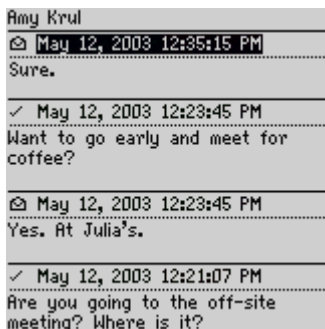 Amy Krul
May 12, 2003 12:35:15 PM
Sure.
✓ May 12, 2003 12:23:45 PM
Want to go early and meet for
coffee?
May 12, 2003 12:23:45 PM
Yes. At Julia's.
✓ May 12, 2003 12:21:07 PM
Are you going to the off-site
meeting? Where is it?